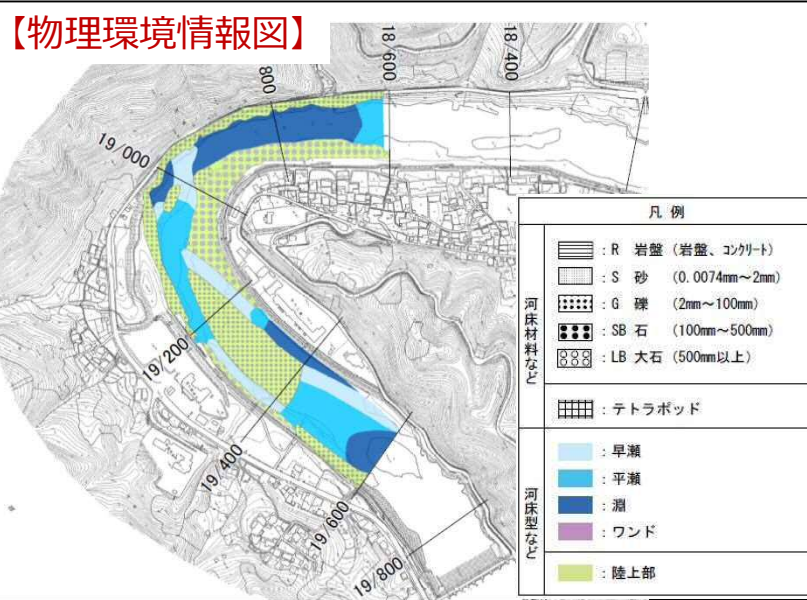 【物理環境情報図】
800
18/600
18/400
19/000
19/200
19/400
19/600
19/800
凡 例
河床材料など
: R 岩盤 (岩盤、コンクリート)
: S 砂 (0.0074mm～2mm)
: G 礫 (2mm～100mm)
: SB 石 (100mm～500mm)
: LB 大石 (500mm以上)
: テトラポッド
河床型など
: 早瀬
: 平瀬
: 淵
: ワンド
: 陸上部